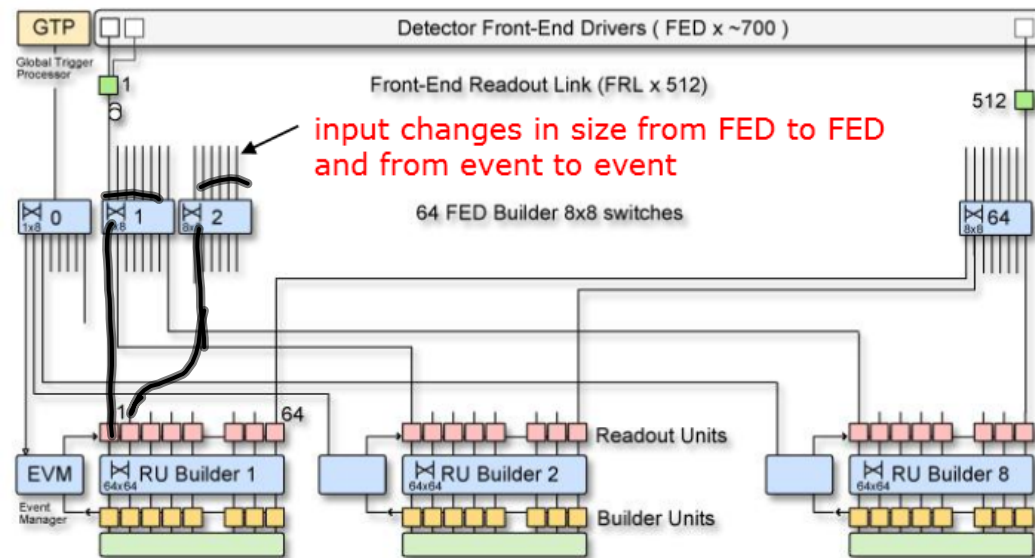 GTP
Detector Front-End Drivers ( FED x ~700 )
Global Trigger
Processor
1
Front-End Readout Link (FRL x 512)
512
input changes in size from FED to FED
and from event to event
0
1x8
1
2
64 FED Builder 8x8 switches
64
8x8
1
64
Readout Units
EVM
RU Builder 1
64x64
RU Builder 2
64x64
RU Builder 8
64x64
Event
Manager
Builder Units